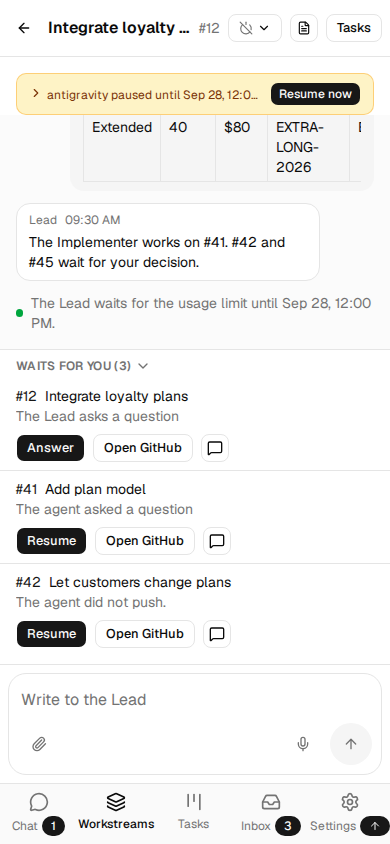 Integrate loyalty ... #12 Tasks
antigravity paused until Sep 28, 12:0... Resume now
Extended 40 $80 EXTRA-
LONG-
2026
Lead 09:30 AM
The Implementer works on #41. #42 and
#45 wait for your decision.
The Lead waits for the usage limit until Sep 28, 12:00
PM.
WAITS FOR YOU (3)
#12 Integrate loyalty plans
The Lead asks a question
Answer Open GitHub
#41 Add plan model
The agent asked a question
Resume Open GitHub
#42 Let customers change plans
The agent did not push.
Resume Open GitHub
Write to the Lead
Chat 1 Workstreams Tasks Inbox 3 Settings